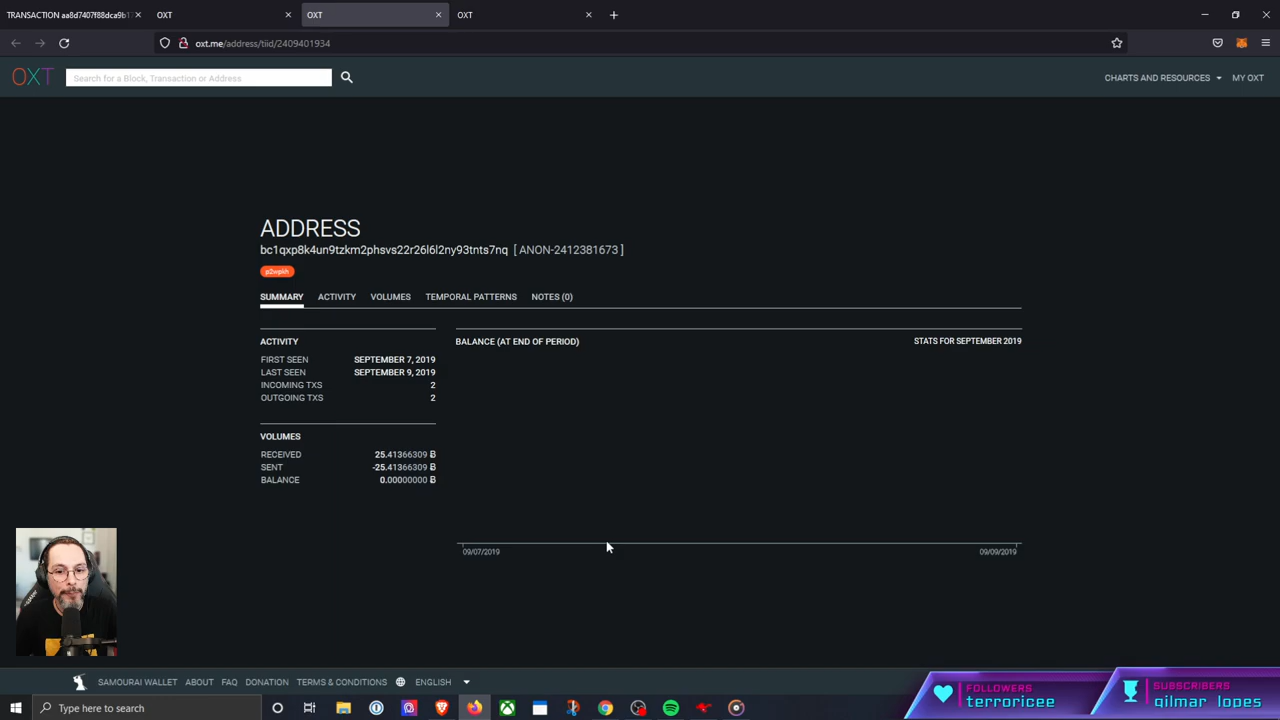 TRANSACTION aa8d7407f88dca9b1
OXT
OXT
OXT
oxt.me/address/tiid/2409401934
OXT
Search for a Block, Transaction or Address
CHARTS AND RESOURCES
MY OXT
ADDRESS
bc1qxp8k4un9tzkm2phsvs22r26l6l2ny93tnts7nq [ ANON-2412381673 ]
p2wpkh
SUMMARY ACTIVITY VOLUMES TEMPORAL PATTERNS NOTES (0)
ACTIVITY
FIRST SEEN SEPTEMBER 7, 2019
LAST SEEN SEPTEMBER 9, 2019
INCOMING TXS 2
OUTGOING TXS 2
VOLUMES
RECEIVED 25.41366309 Ƀ
SENT -25.41366309 Ƀ
BALANCE 0.00000000 Ƀ
BALANCE (AT END OF PERIOD)
STATS FOR SEPTEMBER 2019
09/07/2019
09/09/2019
SAMOURAI WALLET ABOUT FAQ DONATION TERMS & CONDITIONS ENGLISH
Type here to search
FOLLOWERS
terroricee
SUBSCRIBERS
gilmar_lopes